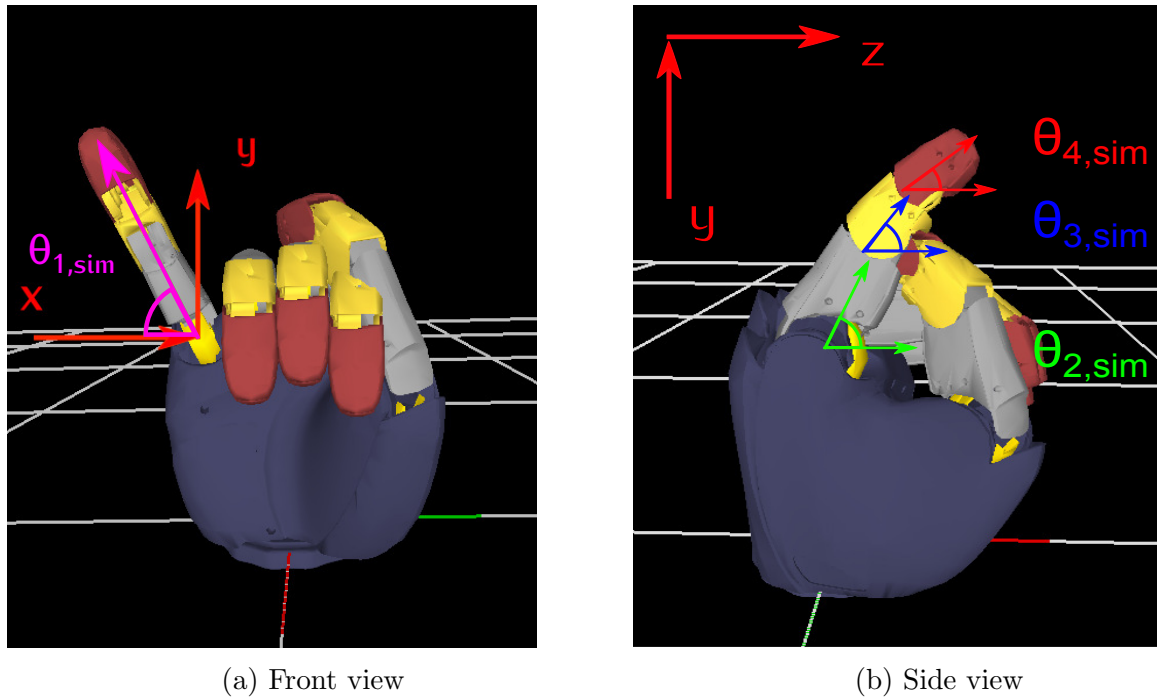 y
θ1,sim
x
(a) Front view
z
θ4,sim
y
θ3,sim
θ2,sim
(b) Side view